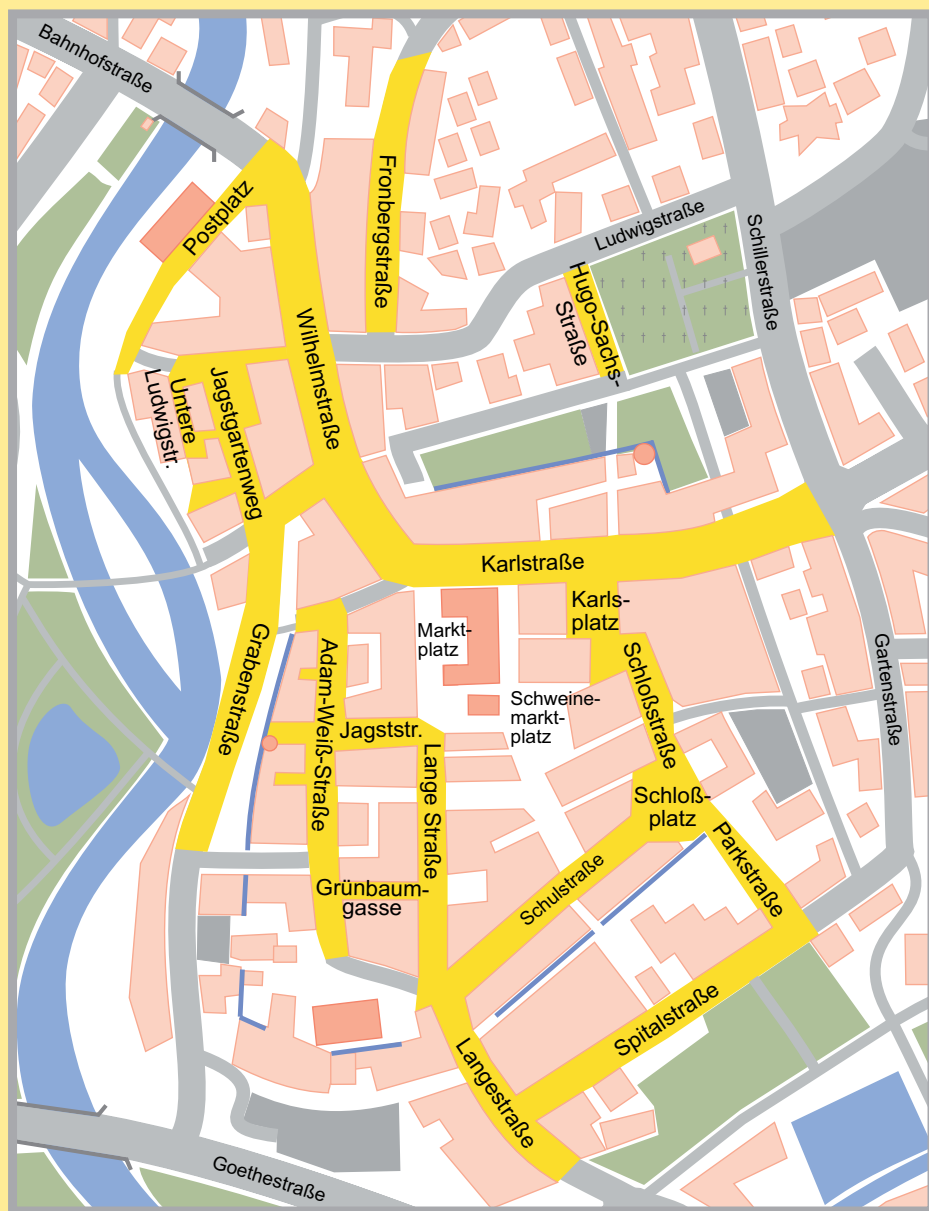 Bahnhofstraße
Postplatz
Fronbergstraße
Ludwigstraße
Schillerstraße
Hugo-Sachs-
Straße
Wilhelmstraße
Untere
Ludwigstr.
Jagstgartenweg
Karlstraße
Karls-
platz
Markt-
platz
Grabenstraße
Adam-Weiß-Straße
Schloßstraße
Gartenstraße
Schweine-
markt-
platz
Jagststr.
Lange Straße
Schloß-
platz
Parkstraße
Grünbaum-
gasse
Schulstraße
Spitalstraße
Langestraße
Goethestraße